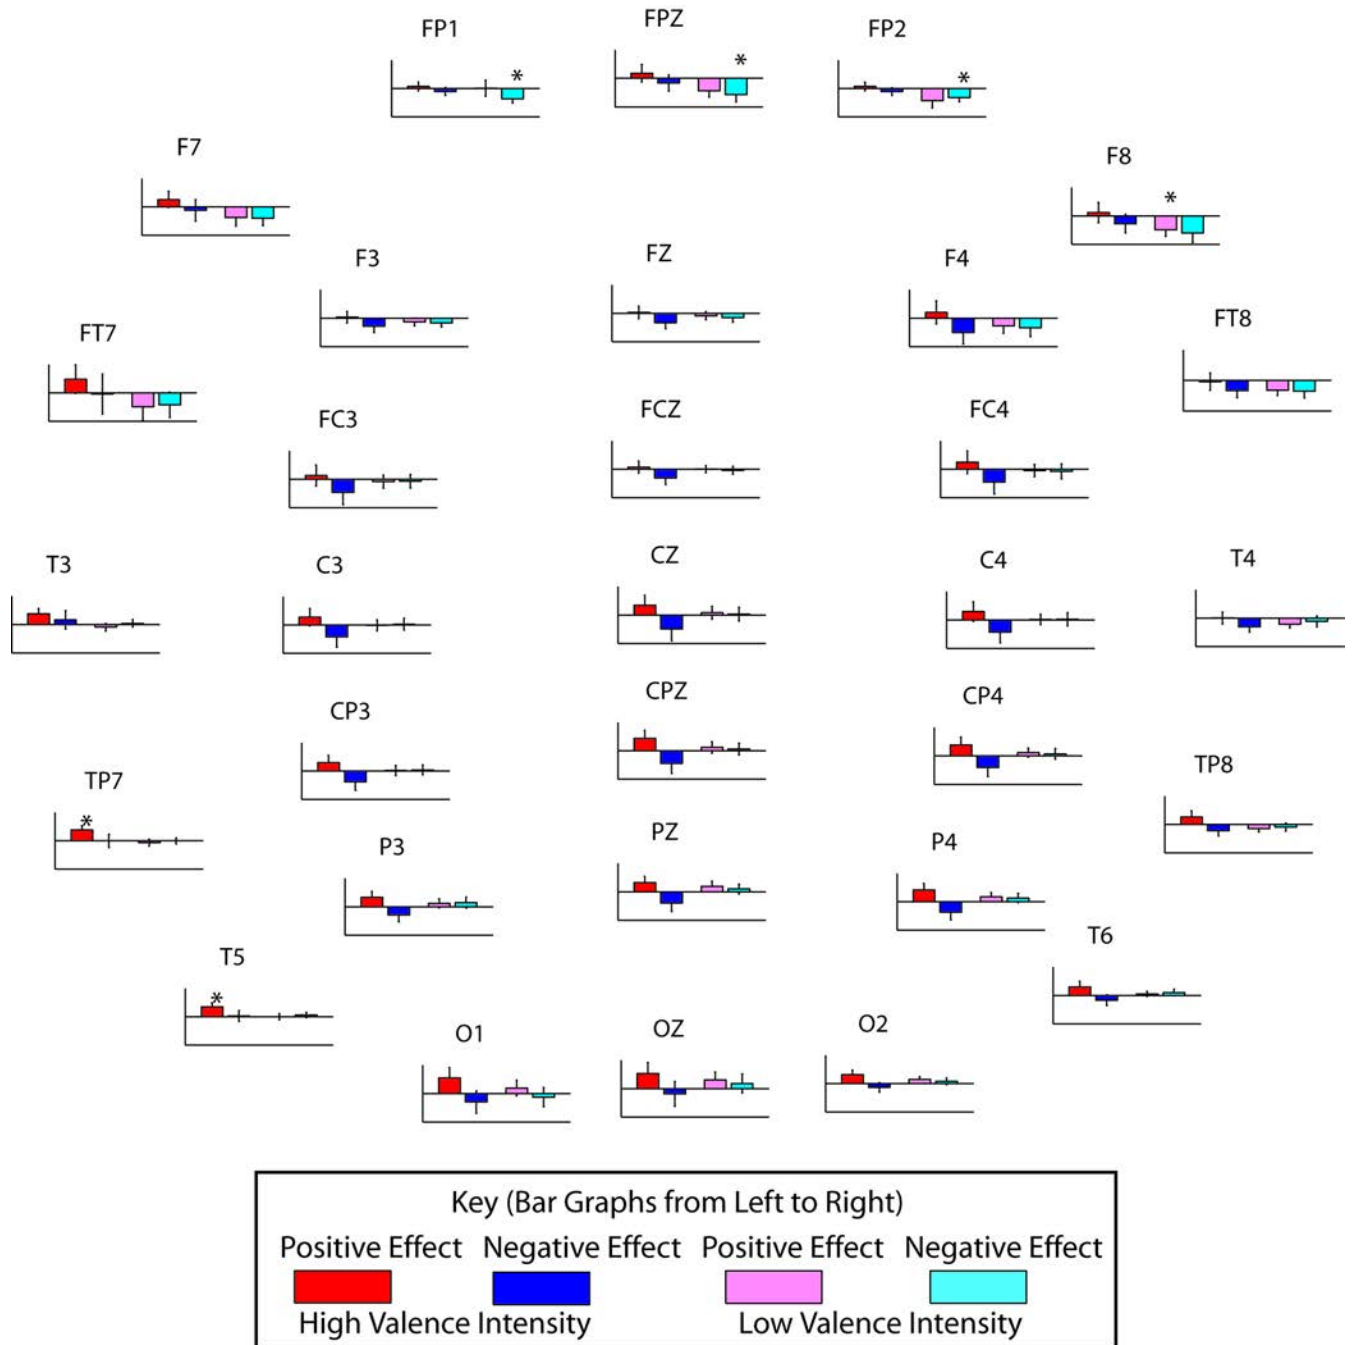 FP1 FPZ FP2
*
*
*
F7 F8
*
F3 FZ F4
FT7 FT8
FC3 FCZ FC4
T3 C3 CZ C4 T4
CP3 CPZ CP4
TP7 TP8
*
P3 PZ P4
T5 T6
*
O1 OZ O2
Key (Bar Graphs from Left to Right)
Positive Effect Negative Effect Positive Effect Negative Effect
High Valence Intensity Low Valence Intensity